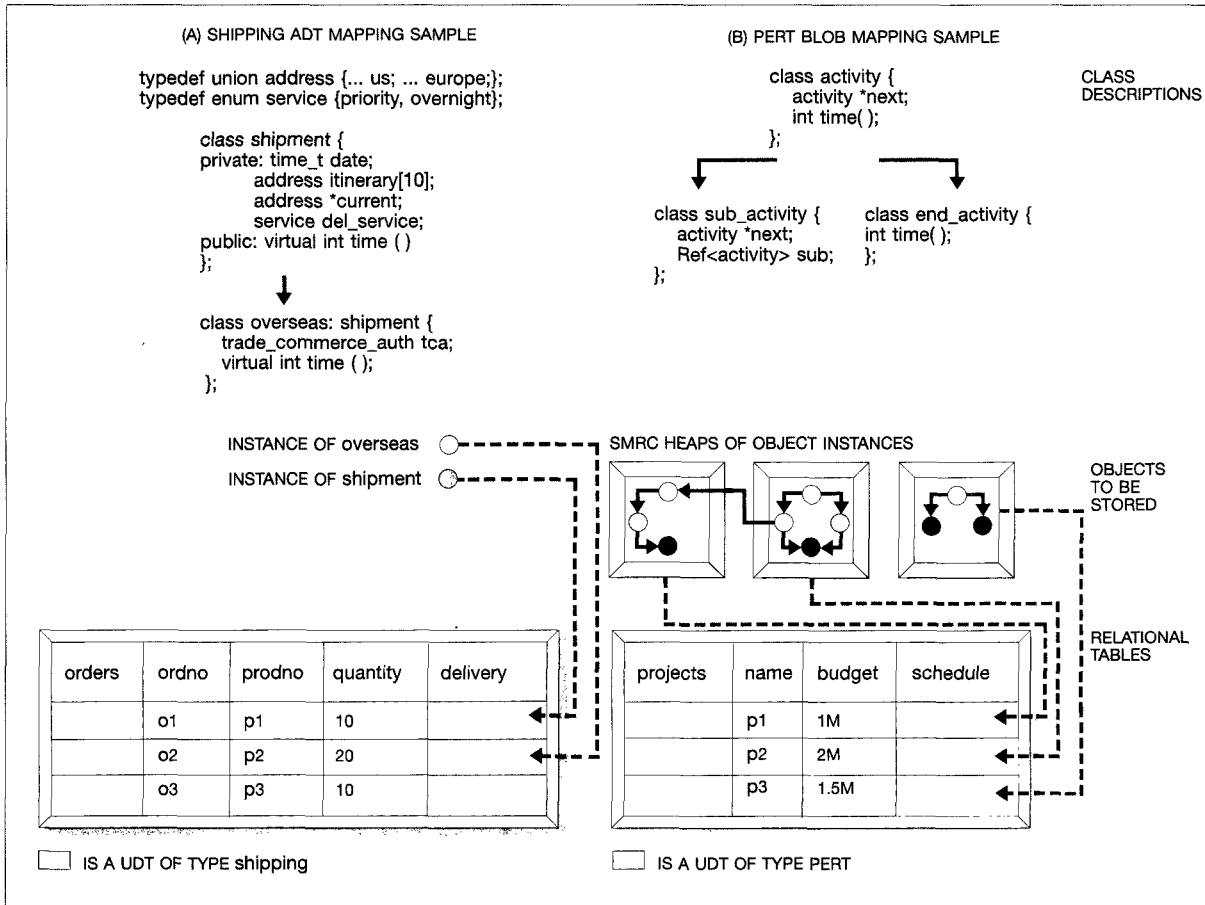 (A) SHIPPING ADT MAPPING SAMPLE
typedef union address {... us; ... europe;};
typedef enum service {priority, overnight};
class shipment {
private: time_t date;
address itinerary[10];
address *current;
service del_service;
public: virtual int time ( )
};
class overseas: shipment {
trade_commerce_auth tca;
virtual int time ( );
};
(B) PERT BLOB MAPPING SAMPLE
class activity {
activity *next;
int time( );
};
class sub_activity {
activity *next;
Ref<activity> sub;
};
class end_activity {
int time( );
};
CLASS
DESCRIPTIONS
INSTANCE OF overseas
INSTANCE OF shipment
SMRC HEAPS OF OBJECT INSTANCES
OBJECTS
TO BE
STORED
RELATIONAL
TABLES
orders ordno prodno quantity delivery
o1 p1 10
o2 p2 20
o3 p3 10
IS A UDT OF TYPE shipping
projects name budget schedule
p1 1M
p2 2M
p3 1.5M
IS A UDT OF TYPE PERT